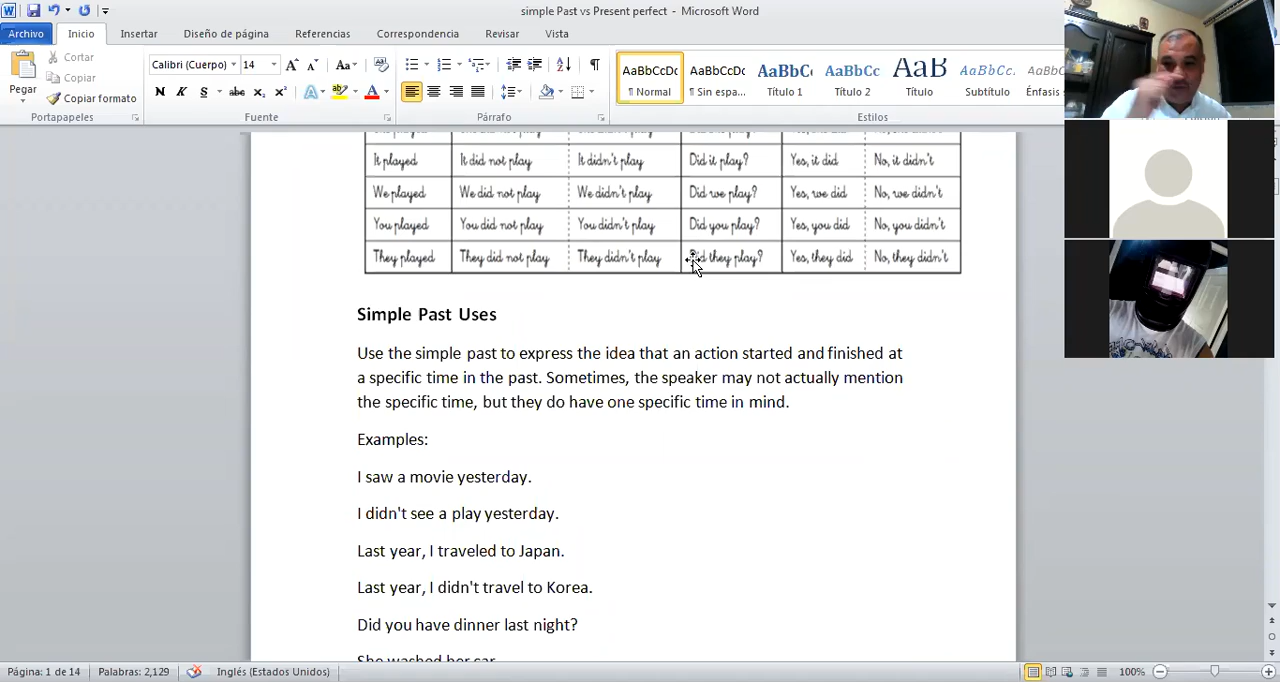 simple Past vs Present perfect - Microsoft Word
Archivo Inicio Insertar Diseño de página Referencias Correspondencia Revisar Vista
Pegar
Cortar
Copiar
Copiar formato
Portapapeles
Calibri (Cuerpo) 14
N K S abc
Fuente
Párrafo
AaBbCcDc AaBbCcDc AaBbC AaBbCc AaB AaBbCc AaBbCc
Normal Sin espa... Título 1 Título 2 Título Subtítulo Énfasis
Estilos
It played It did not play It didn't play Did it play? Yes, it did No, it didn't
We played We did not play We didn't play Did we play? Yes, we did No, we didn't
You played You did not play You didn't play Did you play? Yes, you did No, you didn't
They played They did not play They didn't play Did they play? Yes, they did No, they didn't
Simple Past Uses
Use the simple past to express the idea that an action started and finished at
a specific time in the past. Sometimes, the speaker may not actually mention
the specific time, but they do have one specific time in mind.
Examples:
I saw a movie yesterday.
I didn't see a play yesterday.
Last year, I traveled to Japan.
Last year, I didn't travel to Korea.
Did you have dinner last night?
She washed her car.
Página: 1 de 14 Palabras: 2,129 Inglés (Estados Unidos) 100%